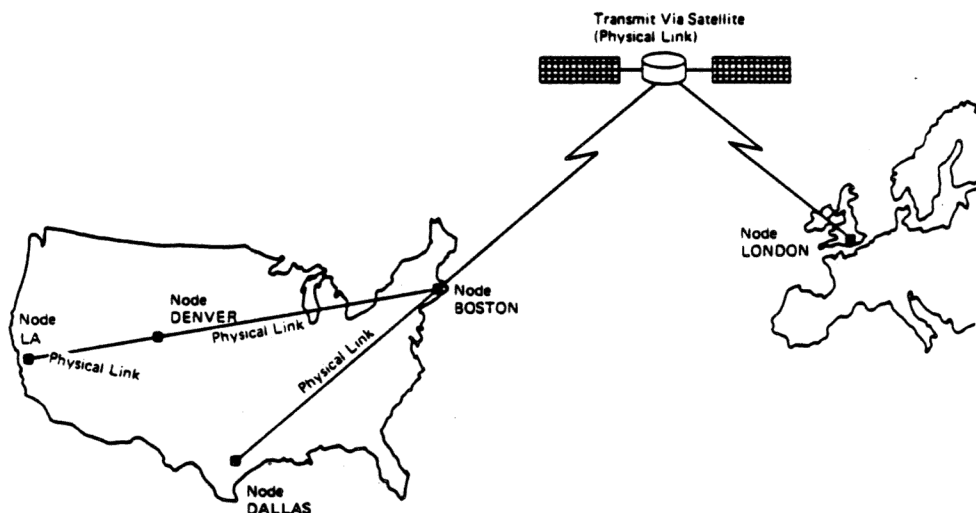 Transmit Via Satellite
(Physical Link)
Node
LONDON
Node
DENVER
Node
BOSTON
Node
LA
Physical Link
Physical Link
Physical Link
Node
DALLAS